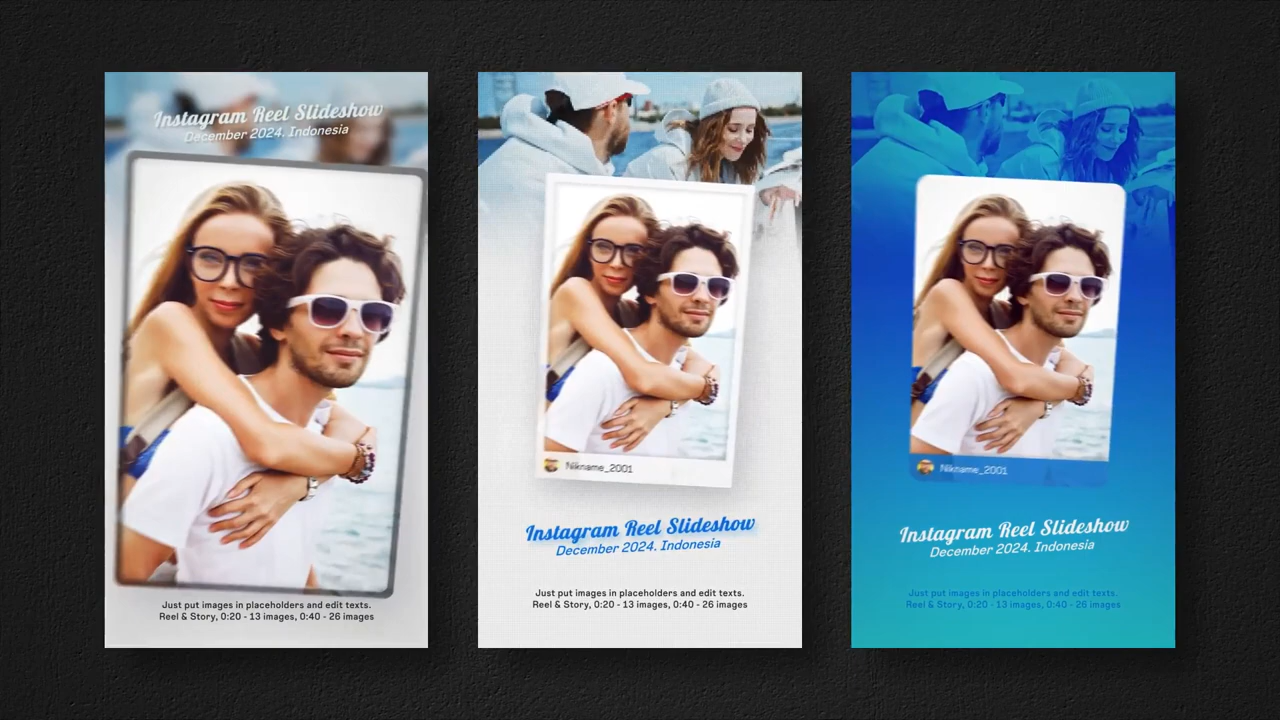 Instagram Reel Slideshow
December 2024. Indonesia
Just put images in placeholders and edit texts.
Reel & Story, 0:20 - 13 images, 0:40 - 26 images
Nikname_2001
Instagram Reel Slideshow
December 2024. Indonesia
Just put images in placeholders and edit texts.
Reel & Story, 0:20 - 13 images, 0:40 - 26 images
Nikname_2001
Instagram Reel Slideshow
December 2024. Indonesia
Just put images in placeholders and edit texts.
Reel & Story, 0:20 - 13 images, 0:40 - 26 images